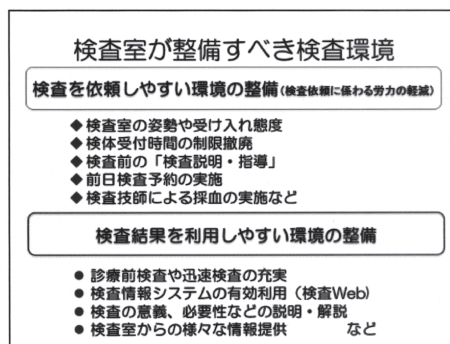 検査室が整備すべき検査環境
検査を依頼しやすい環境の整備(検査依頼に係わる労力の軽減)
◆検査室の姿勢や受け入れ態度
◆検体受付時間の制限撤廃
◆検査前の「検査説明・指導」
◆前日検査予約の実施
◆検査技師による採血の実施など
検査結果を利用しやすい環境の整備
● 診療前検査や迅速検査の充実
● 検査情報システムの有効利用(検査Web)
● 検査の意義、必要性などの説明・解説
● 検査室からの様々な情報提供 など